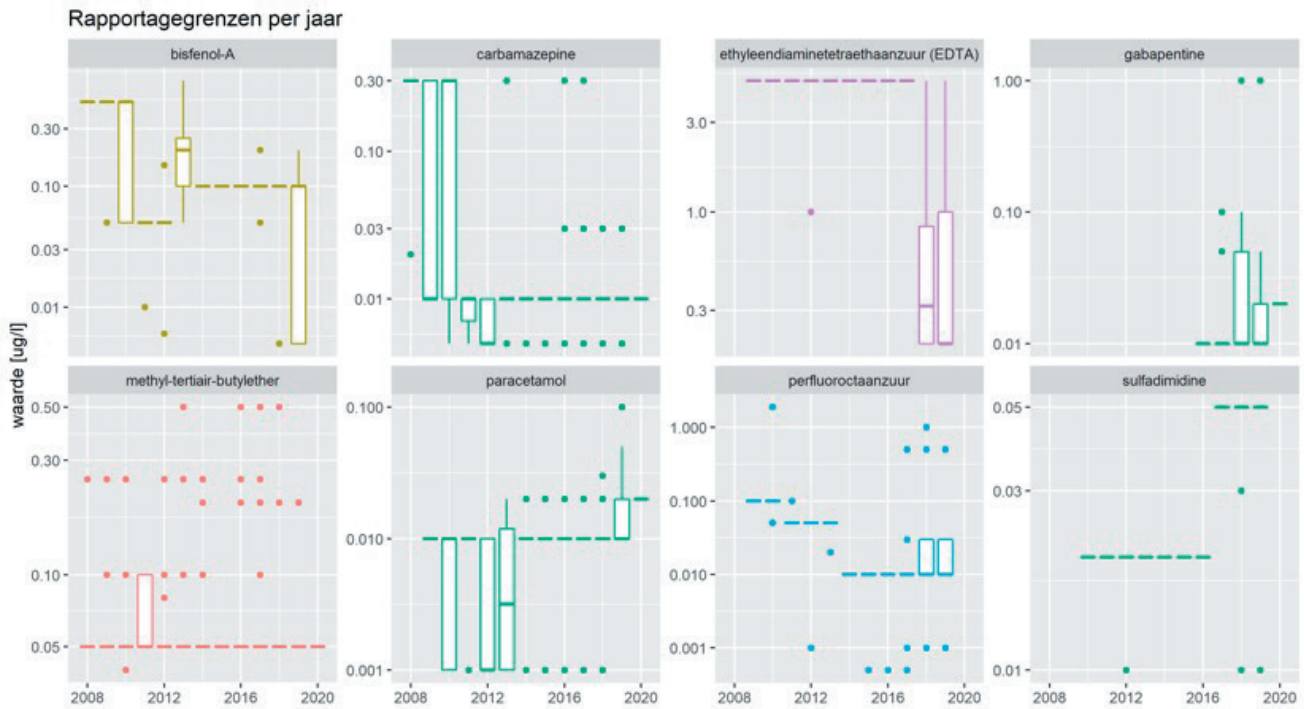 Rapportagegrenzen per jaar
bisfenol-A
carbamazepine
ethyleendiaminetetraethaanzuur (EDTA)
gabapentine
0.30
0.10
0.03
0.01
0.30
0.10
0.03
0.01
3.0
1.0
0.3
1.00
0.10
0.01
waarde [ug/l]
methyl-tertiair-butylether
paracetamol
perfluoroctaanzuur
sulfadimidine
0.50
0.30
0.10
0.05
0.100
0.010
0.001
1.000
0.100
0.010
0.001
0.05
0.03
0.01
2008 2012 2016 2020
2008 2012 2016 2020
2008 2012 2016 2020
2008 2012 2016 2020